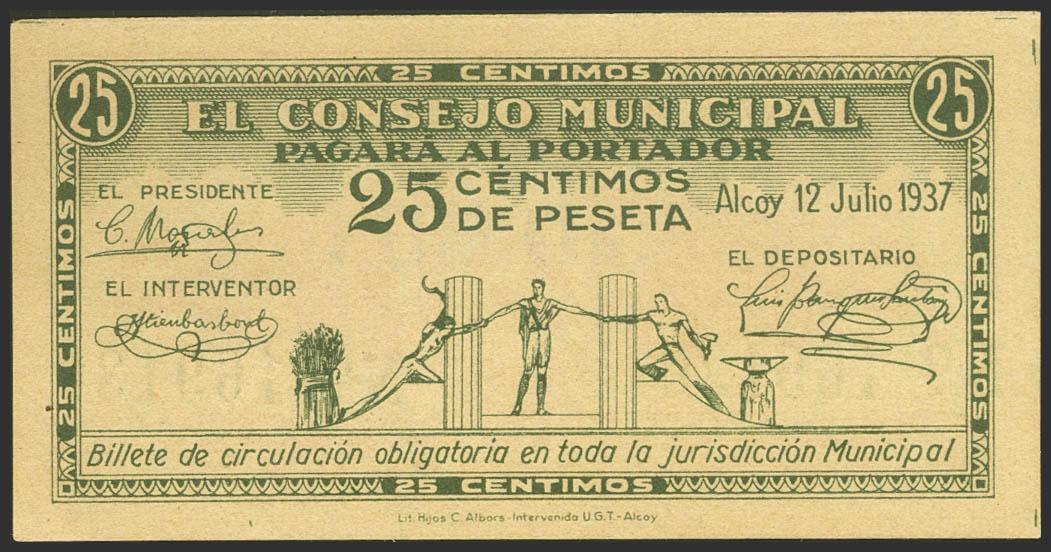 25 CENTIMOS
25 25
EL CONSEJO MUNICIPAL
PAGARÁ AL PORTADOR
25 CÉNTIMOS
DE PESETA
Alcoy 12 Julio 1937
EL PRESIDENTE
EL INTERVENTOR
EL DEPOSITARIO
25 CENTIMOS
25 CENTIMOS
Billete de circulación obligatoria en toda la jurisdicción Municipal
25 CENTIMOS
Lit. Hijos C. Albors - Intervenida U.G.T. - Alcoy